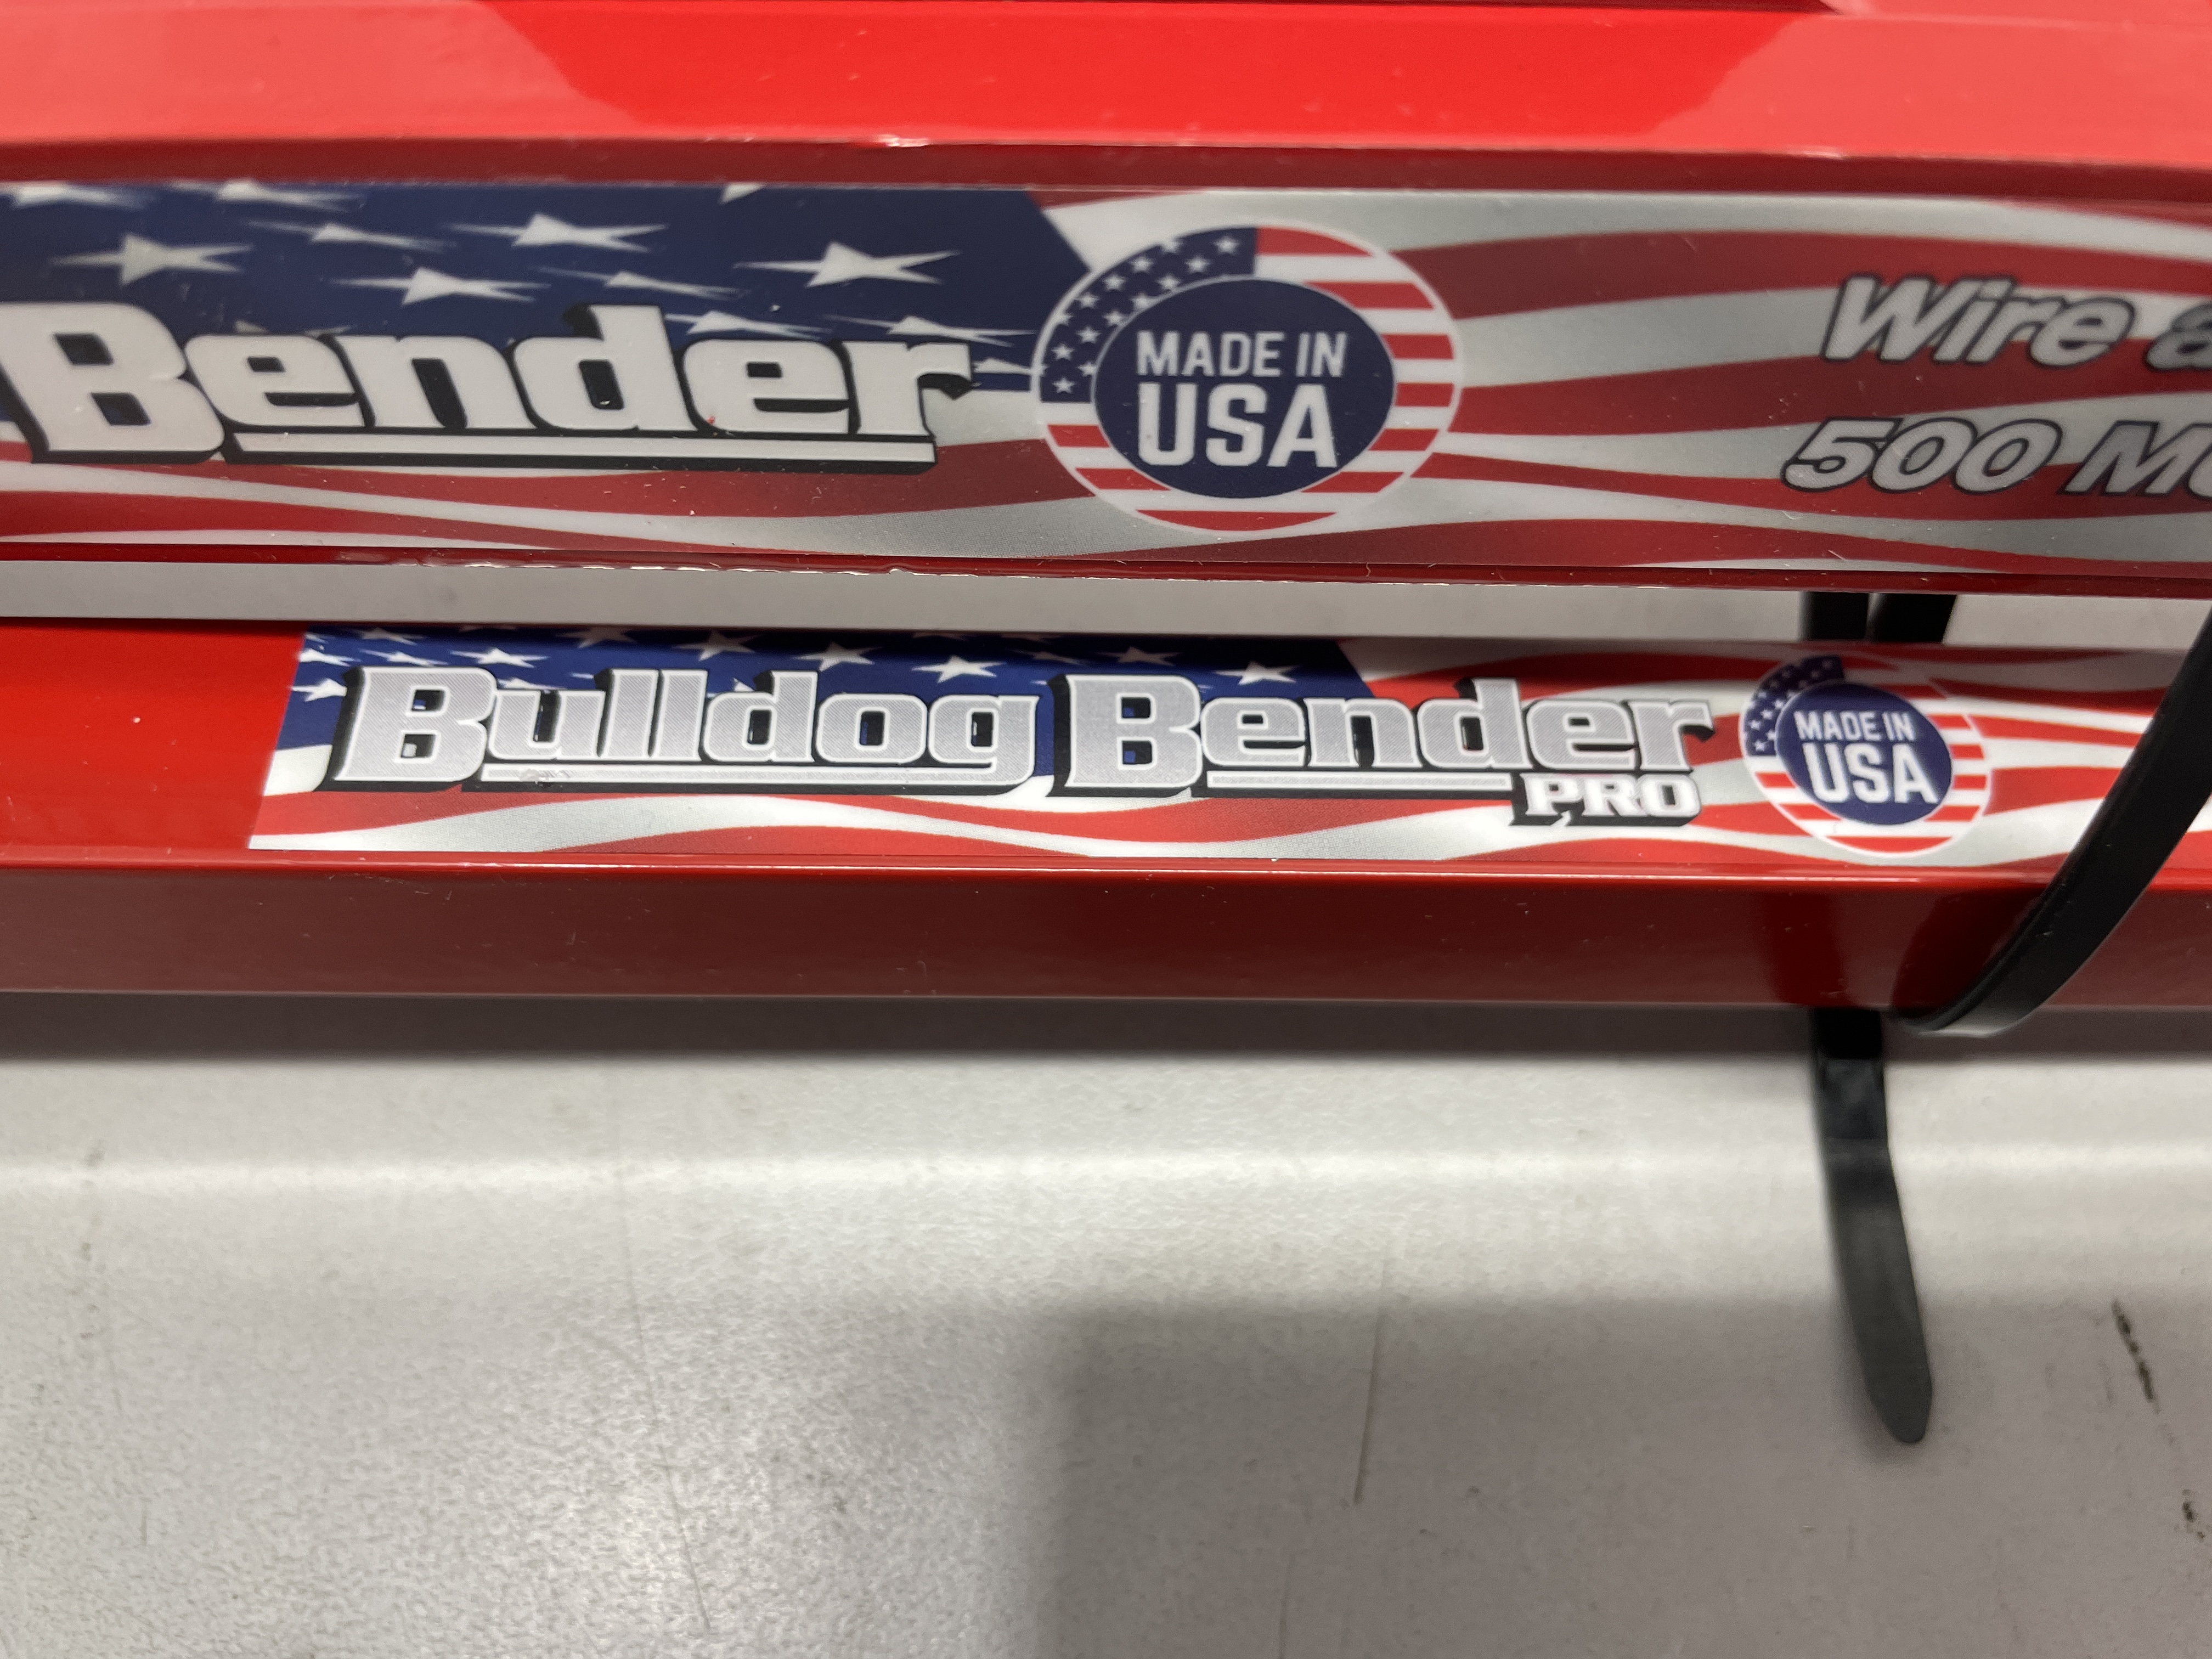 Bender
MADE IN
USA
Wire
500
Bulldog Bender
PRO
MADE IN
USA